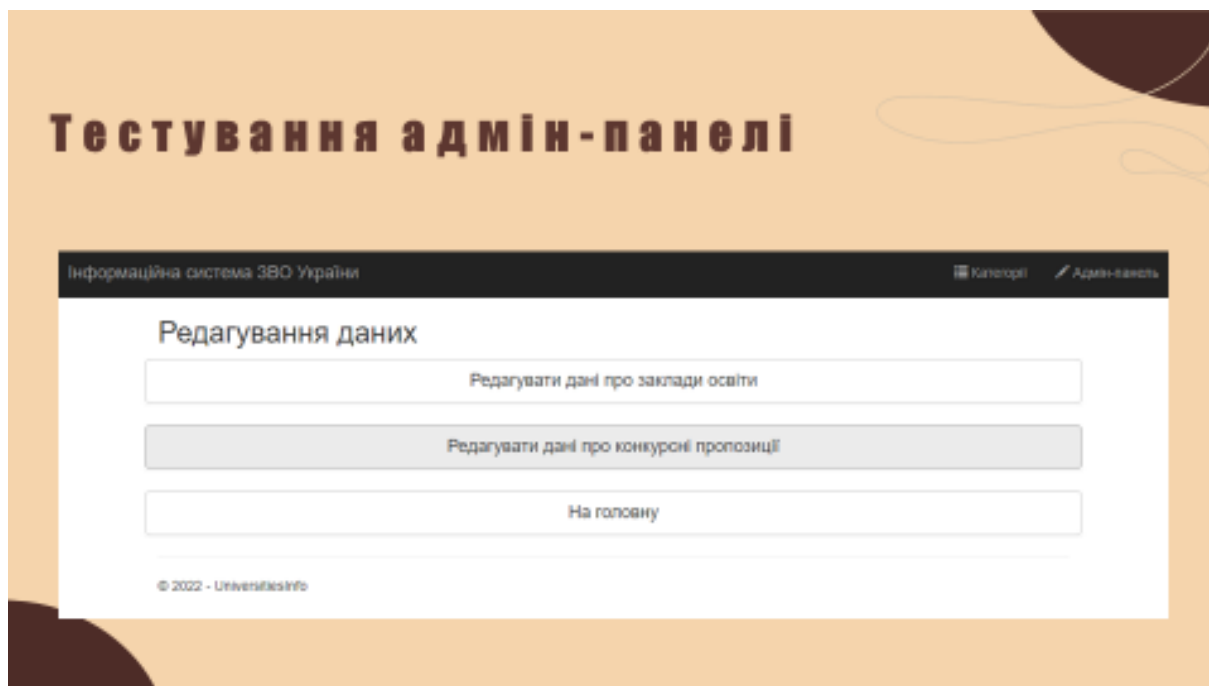 Тестування адмін-панелі
Інформаційна система ЗВО України
Категорії
Адмін-панель
Редагування даних
Редагувати дані про заклади освіти
Редагувати дані про конкурсні пропозиції
На головну
© 2022 - UniversitiesInfo